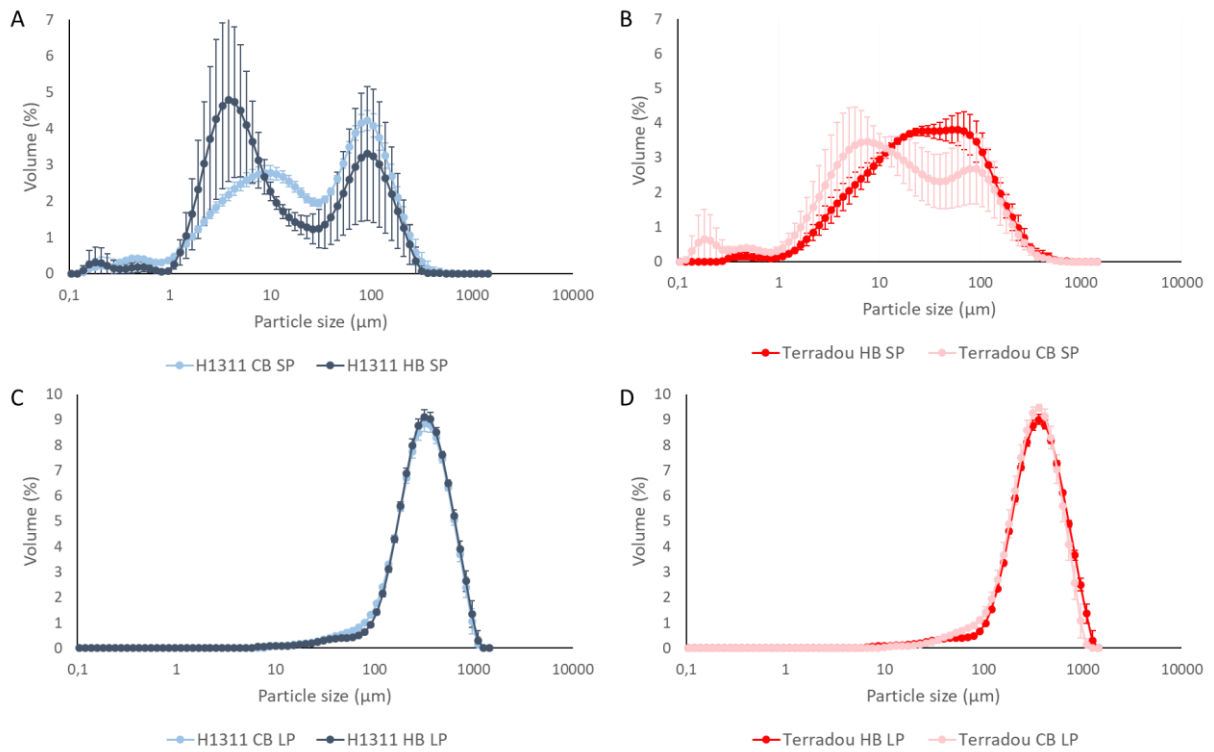 A
7
6
5
4
3
2
1
0
Volume (%)
0,1 1 10 100 1000 10000
Particle size (µm)
H1311 CB SP H1311 HB SP
B
7
6
5
4
3
2
1
0
Volume (%)
0,1 1 10 100 1000 10000
Particle size (µm)
Terradou HB SP Terradou CB SP
C
10
9
8
7
6
5
4
3
2
1
0
Volume (%)
0,1 1 10 100 1000 10000
Particle size (µm)
H1311 CB LP H1311 HB LP
D
10
9
8
7
6
5
4
3
2
1
0
Volume (%)
0,1 1 10 100 1000 10000
Particle size (µm)
Terradou HB LP Terradou CB LP